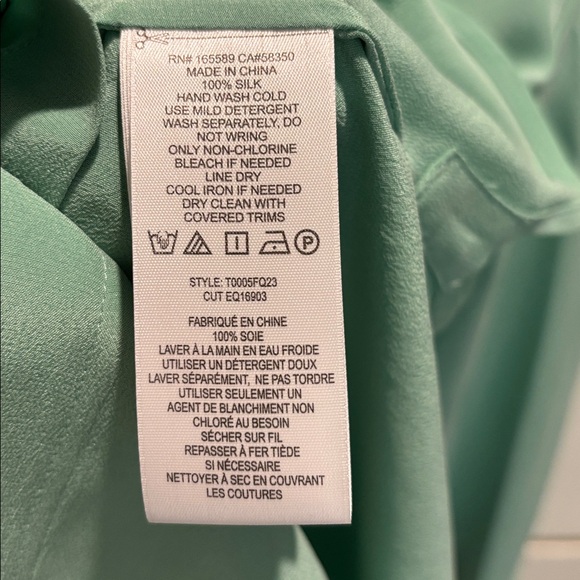 RN# 165589 CA#58350
MADE IN CHINA
100% SILK
HAND WASH COLD
USE MILD DETERGENT
WASH SEPARATELY, DO
NOT WRING
ONLY NON-CHLORINE
BLEACH IF NEEDED
LINE DRY
COOL IRON IF NEEDED
DRY CLEAN WITH
COVERED TRIMS
P
STYLE: T0005FQ23
CUT EQ16903
FABRIQUÉ EN CHINE
100% SOIE
LAVER À LA MAIN EN EAU FROIDE
UTILISER UN DÉTERGENT DOUX
LAVER SÉPARÉMENT, NE PAS TORDRE
UTILISER SEULEMENT UN
AGENT DE BLANCHIMENT NON
CHLORÉ AU BESOIN
SÉCHER SUR FIL
REPASSER À FER TIÈDE
SI NÉCESSAIRE
NETTOYER À SEC EN COUVRANT
LES COUTURES